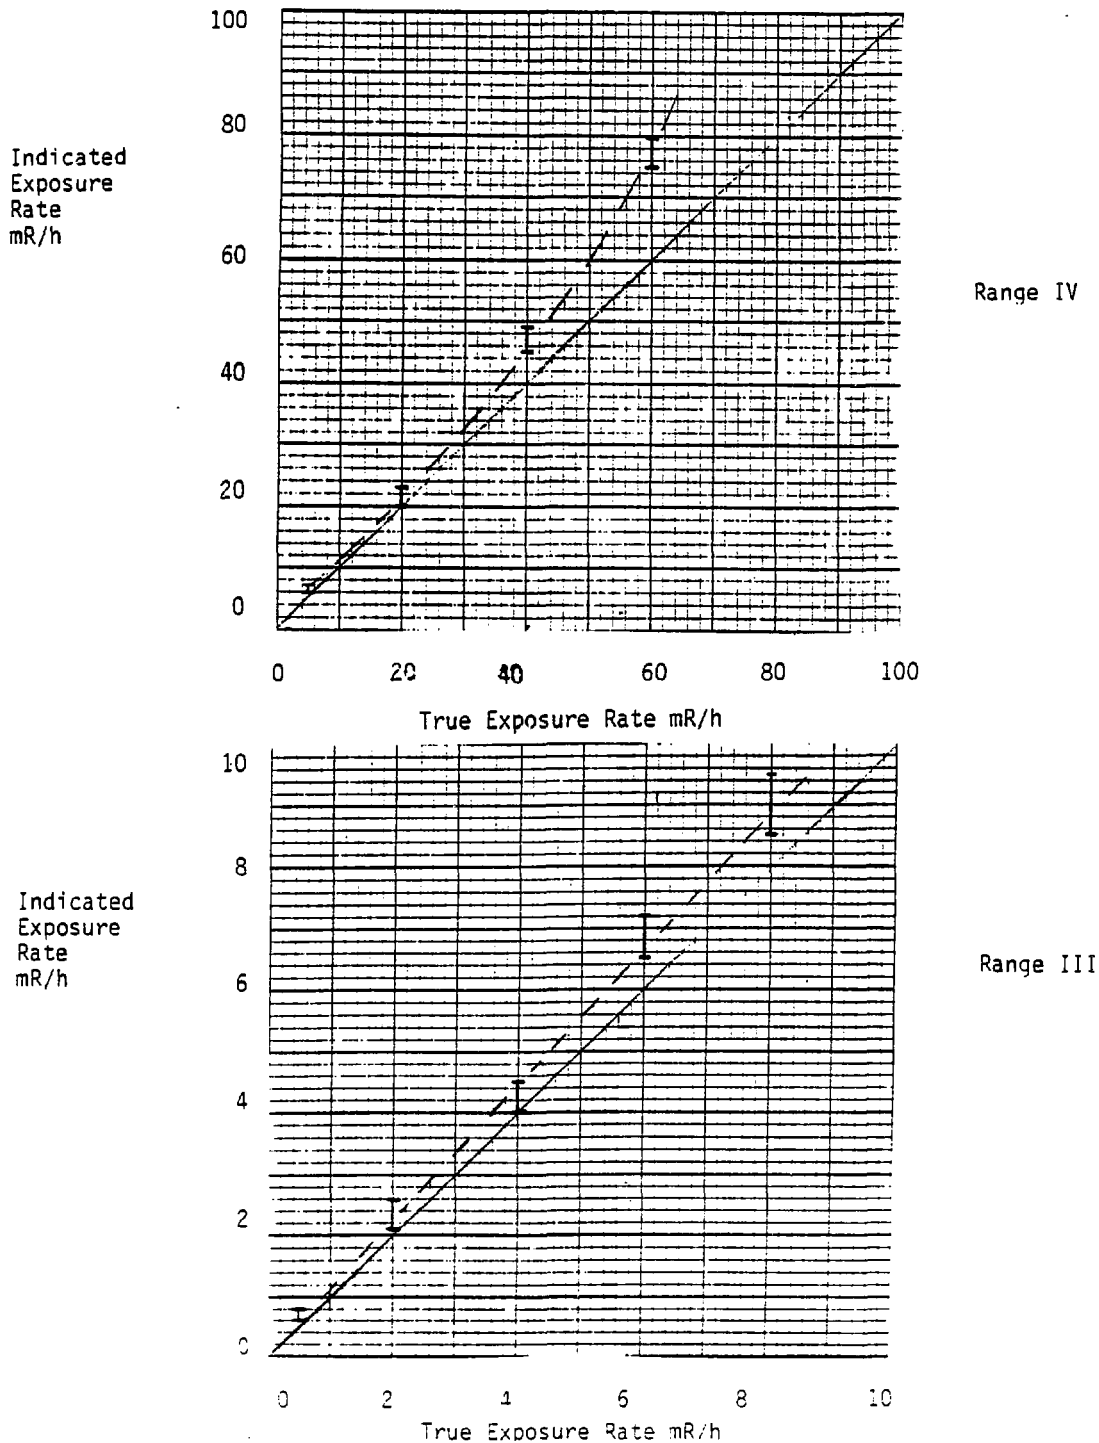 100
80
Indicated
Exposure
Rate
mR/h
60
Range IV
40
20
0
0 20 40 60 80 100
True Exposure Rate mR/h
10
8
Indicated
Exposure
Rate
mR/h
Range III
6
4
2
0
0 2 4 6 8 10
True Exposure Rate mR/h